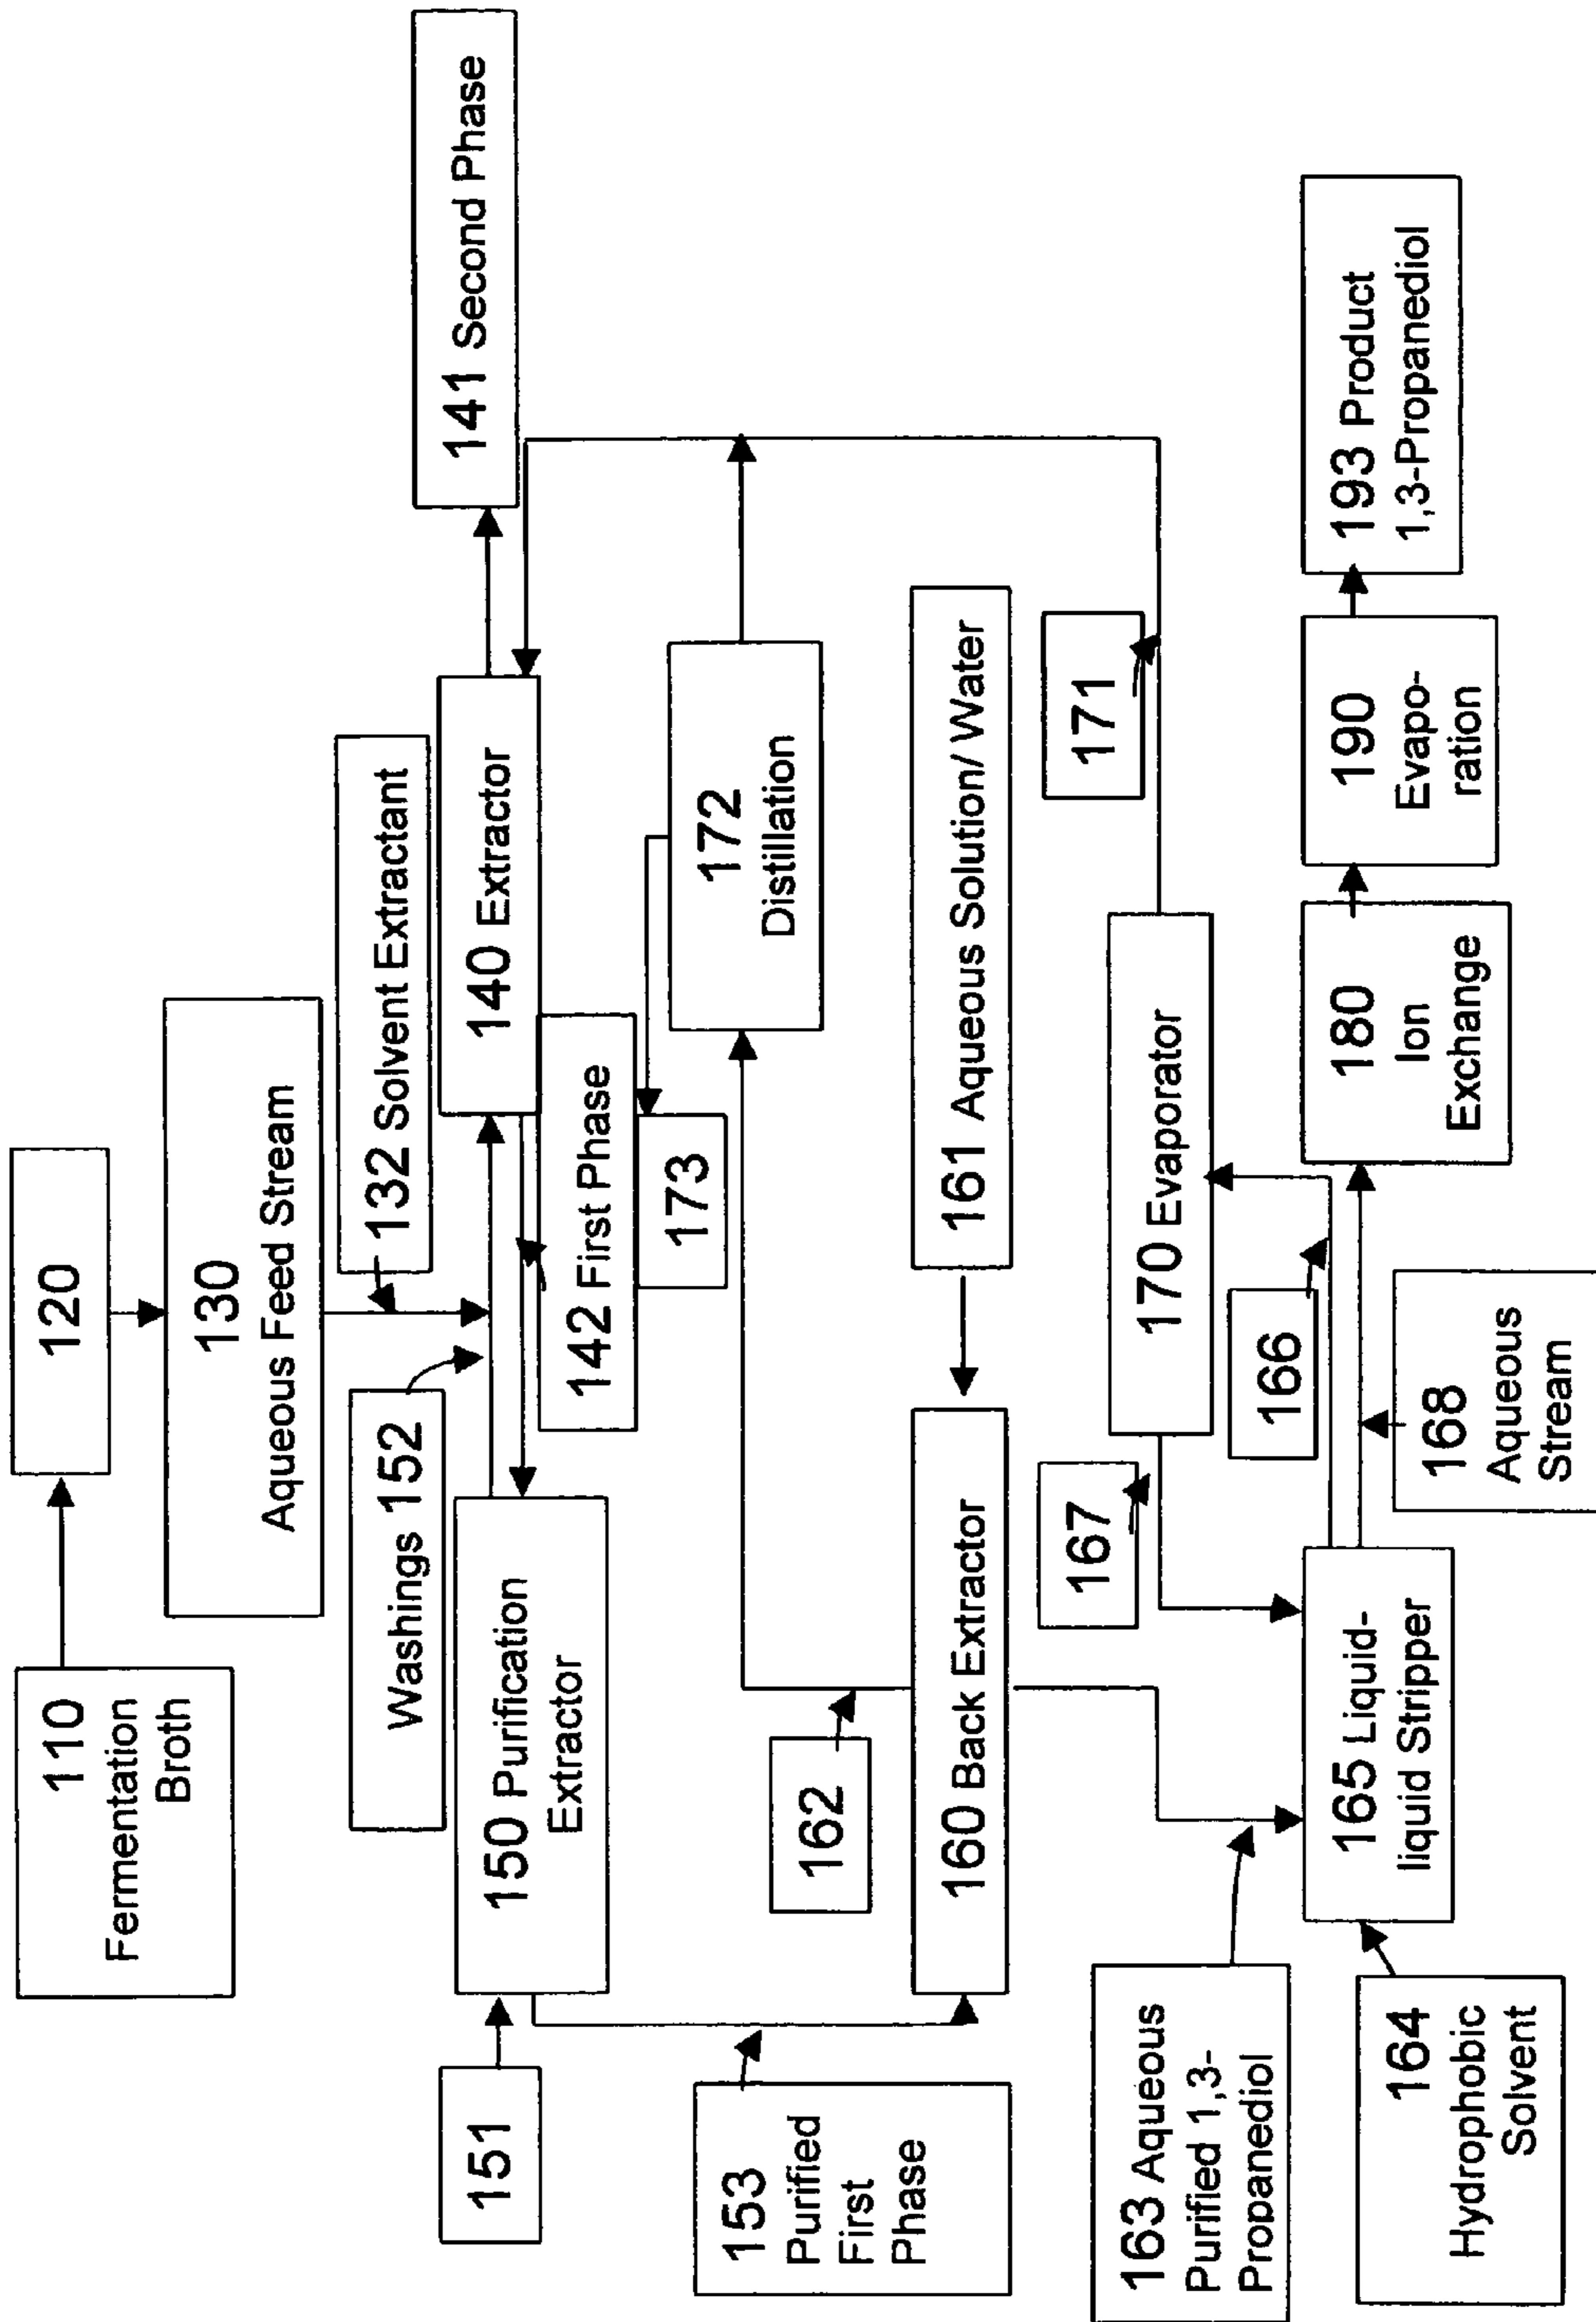 110
Fermentation
Broth
120
130
Aqueous Feed Stream
132 Solvent Extractant
Washings 152
151
150 Purification
Extractor
140 Extractor
141 Second Phase
142 First Phase
173
153
Purified
First
Phase
162
172
Distillation
160 Back Extractor
161 Aqueous Solution/ Water
163 Aqueous
Purified 1,3-
Propanediol
167
170 Evaporator
171
166
164
Hydrophobic
Solvent
165 Liquid-
liquid Stripper
168
Aqueous
Stream
180
Ion
Exchange
190
Evapo-
ration
193 Product
1,3-Propanediol